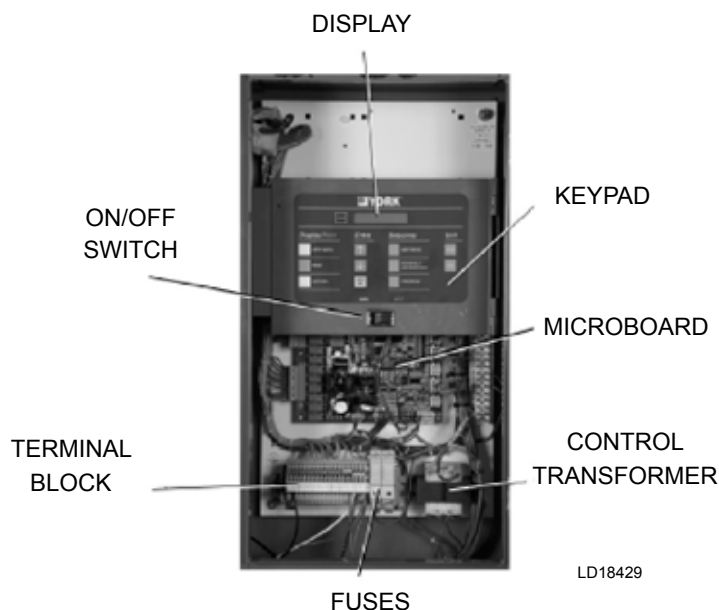 DISPLAY
YORK
KEYPAD
ON/OFF
SWITCH
MICROBOARD
TERMINAL
BLOCK
CONTROL
TRANSFORMER
LD18429
FUSES